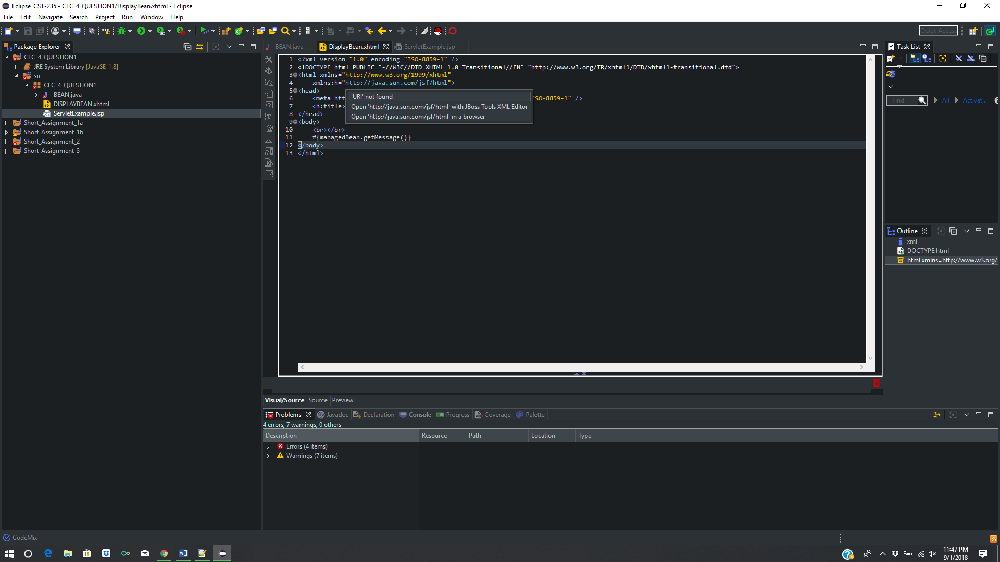 Eclipse_CST-235 - CLC_4_QUESTION1/DisplayBean.xhtml - Eclipse
File Edit Navigate Search Project Run Window Help
Quick Access
Package Explorer
CLC_4_QUESTION1
JRE System Library [JavaSE-1.8]
src
CLC_4_QUESTION1
BEAN.java
DISPLAYBEAN.xhtml
ServletExample.jsp
Short_Assignment_1a
Short_Assignment_1b
Short_Assignment_2
Short_Assignment_3
BEAN.java DisplayBean.xhtml ServletExample.jsp
1 <?xml version="1.0" encoding="ISO-8859-1" ?>
2 <!DOCTYPE html PUBLIC "-//W3C//DTD XHTML 1.0 Transitional//EN" "http://www.w3.org/TR/xhtml1/DTD/xhtml1-transitional.dtd">
3 <html xmlns="http://www.w3.org/1999/xhtml"
4 xmlns:h="http://java.sun.com/jsf/html">
5 <head>
6 <meta htt ISO-8859-1" />
7 <h:title>
8 </head>
9 <body>
10 <br></br>
11 #{managedBean.getMessage()}
12 </body>
13 </html>
'URI' not found
Open 'http://java.sun.com/jsf/html' with JBoss Tools XML Editor
Open 'http://java.sun.com/jsf/html' in a browser
Visual/Source Source Preview
Problems Javadoc Declaration Console Progress Coverage Palette
4 errors, 7 warnings, 0 others
Description Resource Path Location Type
Errors (4 items)
Warnings (7 items)
Task List
Find All Activat...
Outline
xml
DOCTYPE:html
html xmlns=http://www.w3.org/
CodeMix
11:47 PM
9/1/2018